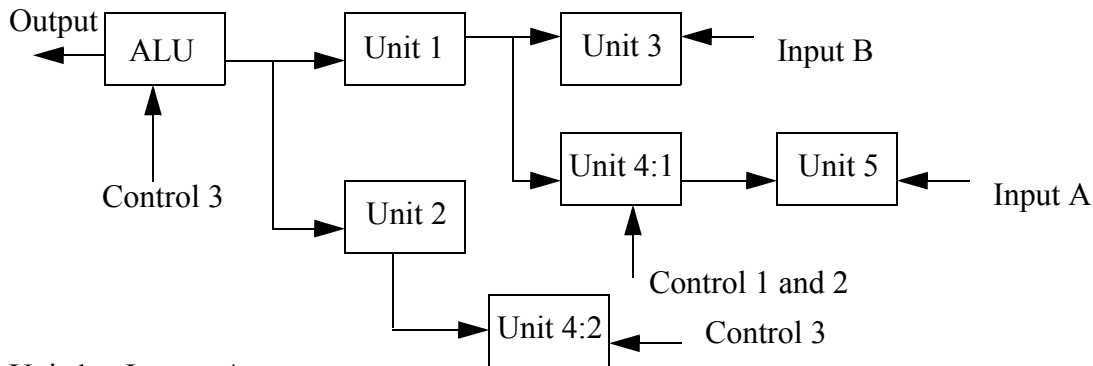 Output
ALU
Unit 1
Unit 3
Input B
Unit 4:1
Unit 5
Control 3
Unit 2
Input A
Control 1 and 2
Unit 4:2
Control 3